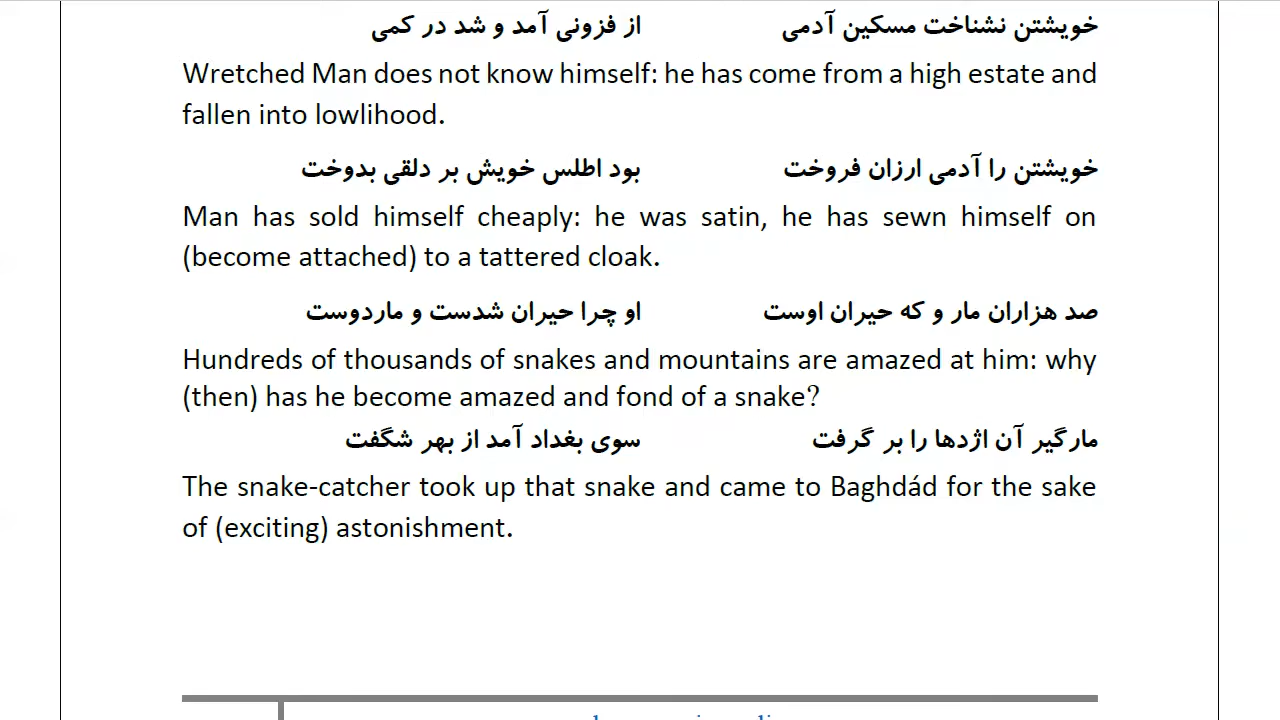 خویشتن نشناخت مسکین آدمی از فزونی آمد و شد در کمی
Wretched Man does not know himself: he has come from a high estate and
fallen into lowlihood.
خویشتن را آدمی ارزان فروخت بود اطلس خویش بر دلقی بدوخت
Man has sold himself cheaply: he was satin, he has sewn himself on
(become attached) to a tattered cloak.
صد هزاران مار و که حیران اوست او چرا حیران شدست و ماردوست
Hundreds of thousands of snakes and mountains are amazed at him: why
(then) has he become amazed and fond of a snake?
مارگیر آن اژدها را بر گرفت سوی بغداد آمد از بهر شگفت
The snake-catcher took up that snake and came to Baghdád for the sake
of (exciting) astonishment.